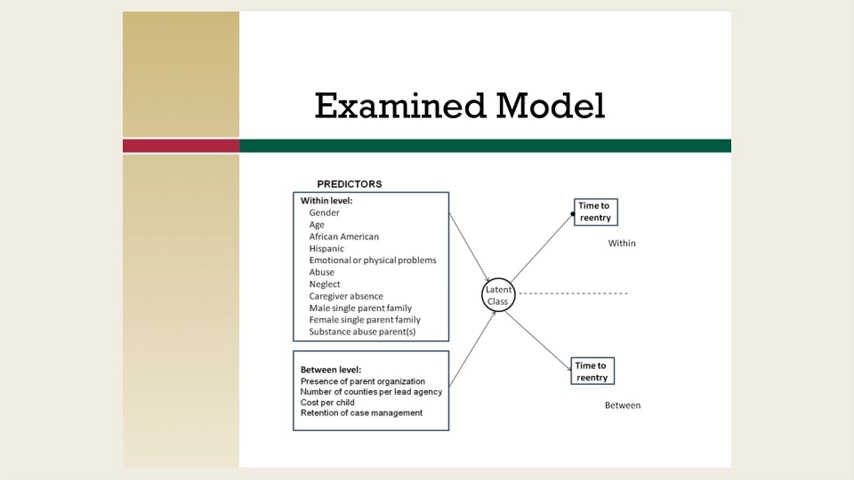 Examined Model
PREDICTORS
Within level:
Gender
Age
African American
Hispanic
Emotional or physical problems
Abuse
Neglect
Caregiver absence
Male single parent family
Female single parent family
Substance abuse parent(s)
Between level:
Presence of parent organization
Number of counties per lead agency
Cost per child
Retention of case management
Latent
Class
Time to
reentry
Within
Time to
reentry
Between